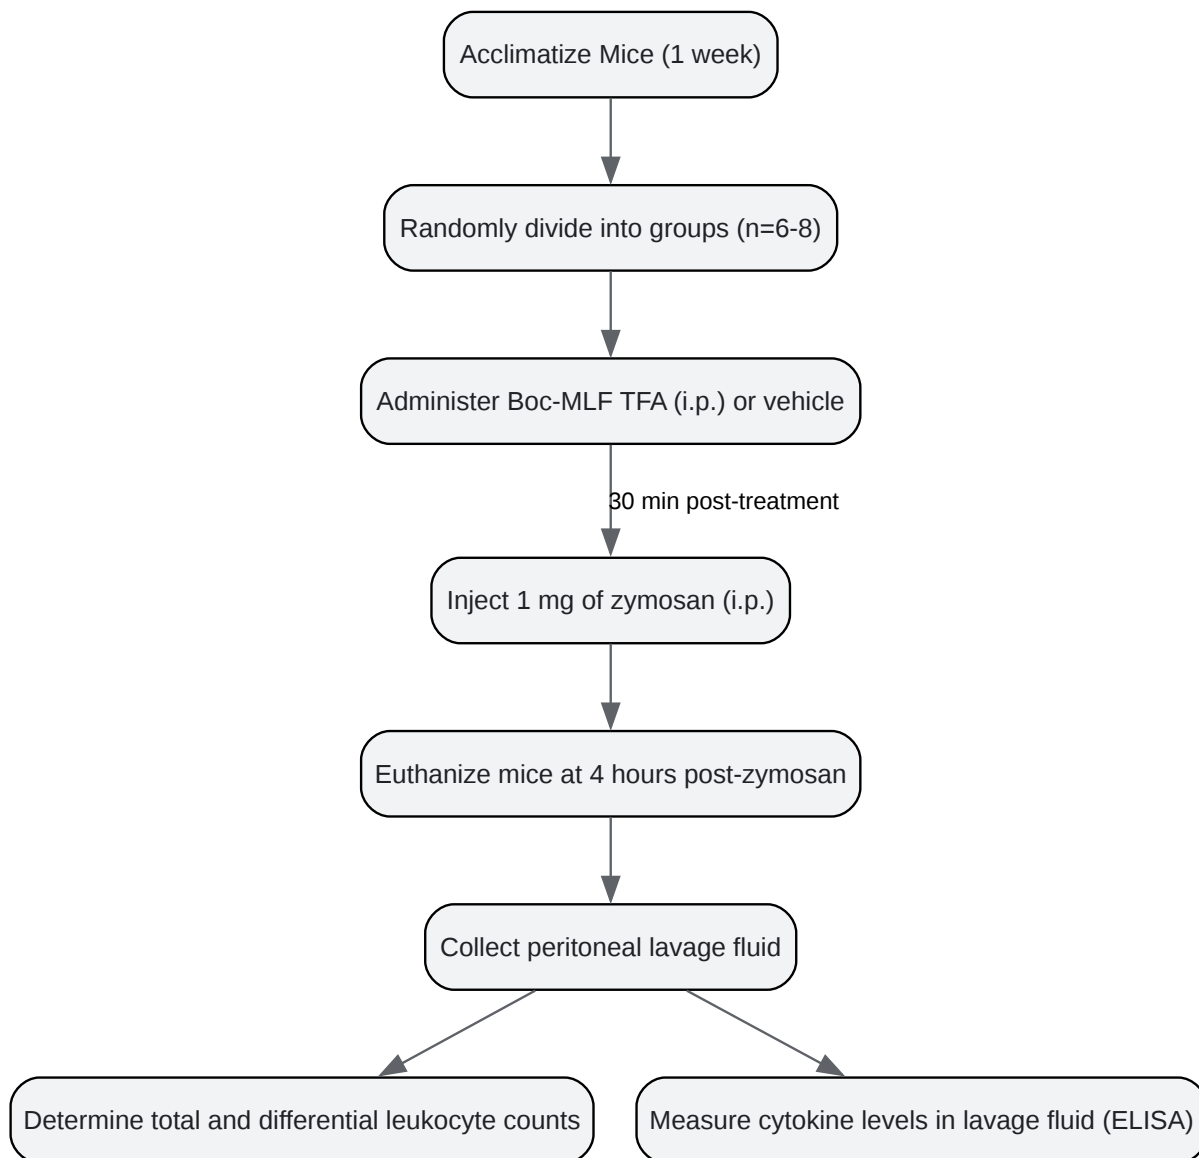 Acclimatize Mice (1 week)
Randomly divide into groups (n=6-8)
Administer Boc-MLF TFA (i.p.) or vehicle
30 min post-treatment
Inject 1 mg of zymosan (i.p.)
Euthanize mice at 4 hours post-zymosan
Collect peritoneal lavage fluid
Determine total and differential leukocyte counts
Measure cytokine levels in lavage fluid (ELISA)